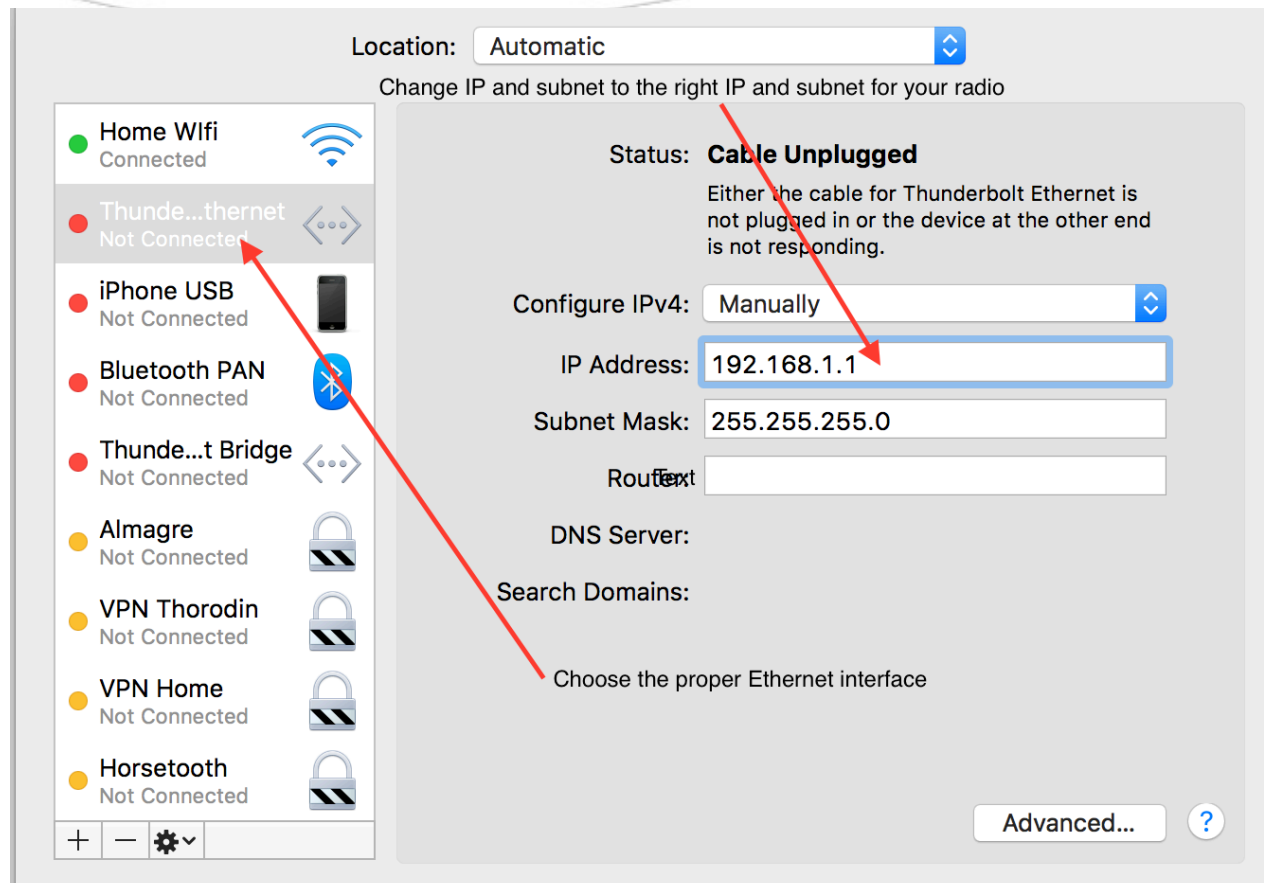 Location: Automatic
Change IP and subnet to the right IP and subnet for your radio
Home WIfi
Connected
Thunde...thernet
Not Connected
iPhone USB
Not Connected
Bluetooth PAN
Not Connected
Thunde...t Bridge
Not Connected
Almagre
Not Connected
VPN Thorodin
Not Connected
VPN Home
Not Connected
Horsetooth
Not Connected
Status: Cable Unplugged
Either the cable for Thunderbolt Ethernet is
not plugged in or the device at the other end
is not responding.
Configure IPv4: Manually
IP Address: 192.168.1.1
Subnet Mask: 255.255.255.0
Router: Text
DNS Server:
Search Domains:
Choose the proper Ethernet interface
Advanced... ?